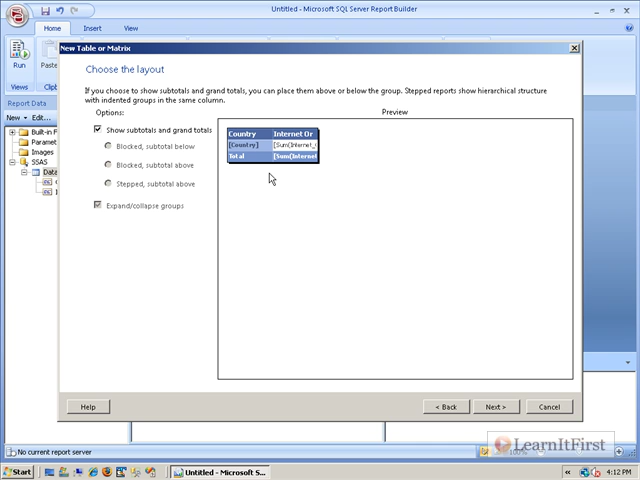 Untitled - Microsoft SQL Server Report Builder
Home
Insert
View
Run
Paste
Views
Clipb
Report Data
New
Edit...
Built-in F
Paramet
Images
SSAS
Data
New Table or Matrix
Choose the layout
If you choose to show subtotals and grand totals, you can place them above or below the group. Stepped reports show hierarchical structure
with indented groups in the same column.
Options:
Preview
Show subtotals and grand totals
Blocked, subtotal below
Blocked, subtotal above
Stepped, subtotal above
Expand/collapse groups
Country Internet Or
[Country] [Sum(Internet_
Total [Sum(Internet
Help
< Back
Next >
Cancel
No current report server
100%
LearnItFirst
Start
Untitled - Microsoft S...
«
4:12 PM